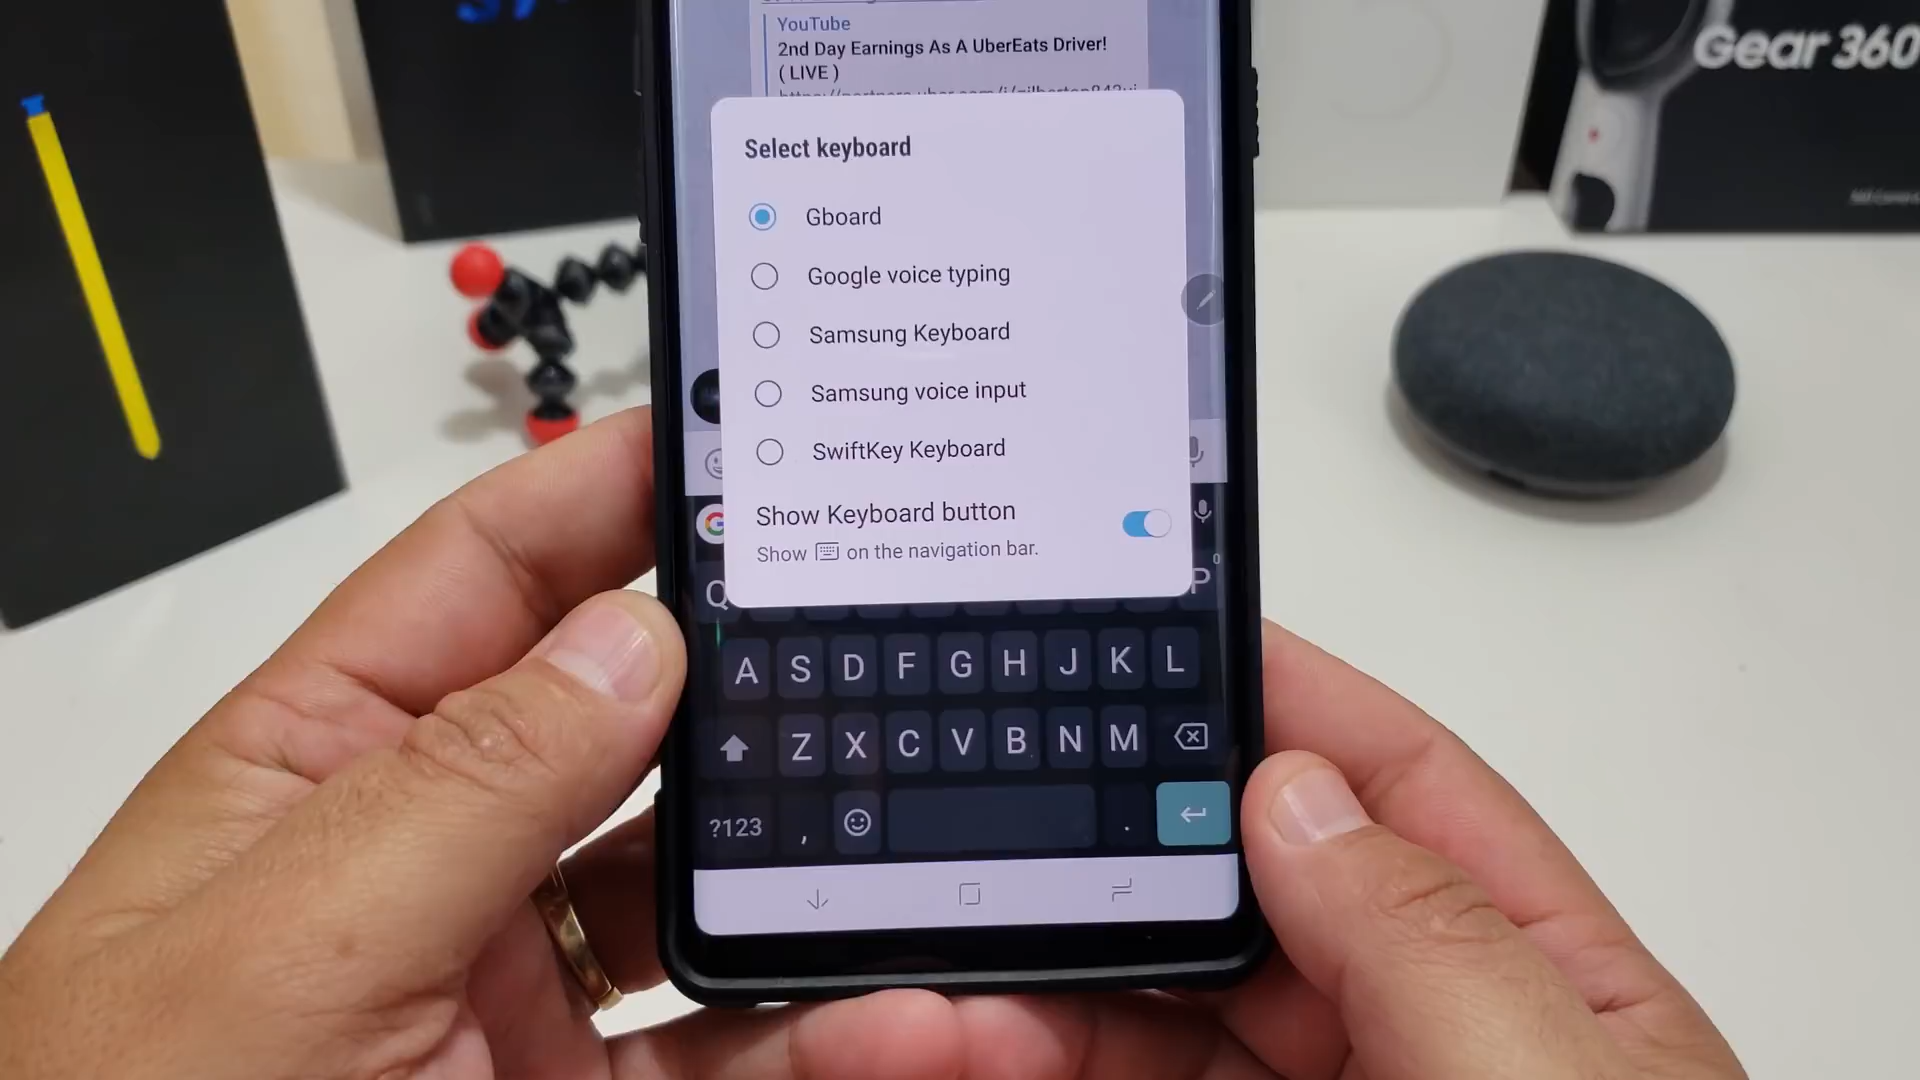 Gear 360
YouTube
2nd Day Earnings As A UberEats Driver!
( LIVE )
Select keyboard
Gboard
Google voice typing
Samsung Keyboard
Samsung voice input
SwiftKey Keyboard
Show Keyboard button
Show on the navigation bar.
Q P 0
A S D F G H J K L
Z X C V B N M
?123 , .